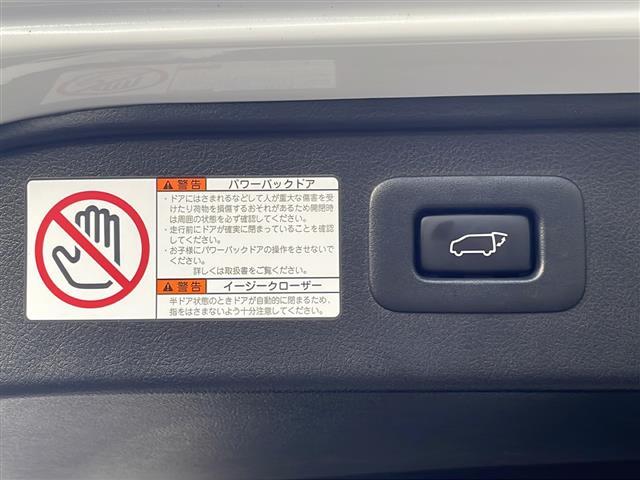 警告 パワーバックドア
・ドアにはさまれるなどして人が重大な傷害を受
けたり荷物を損傷するおそれがあるため開閉時
は周囲の状態を必ず確認してください。
・走行前にドアが確実に閉まっていることを確認
してください。
・お子様にパワーバックドアの操作をさせないで
ください。
詳しくは取扱書をご覧ください。
警告 イージークローザー
半ドア状態のときドアが自動的に閉まるため、
指をはさまないよう十分注意してください。